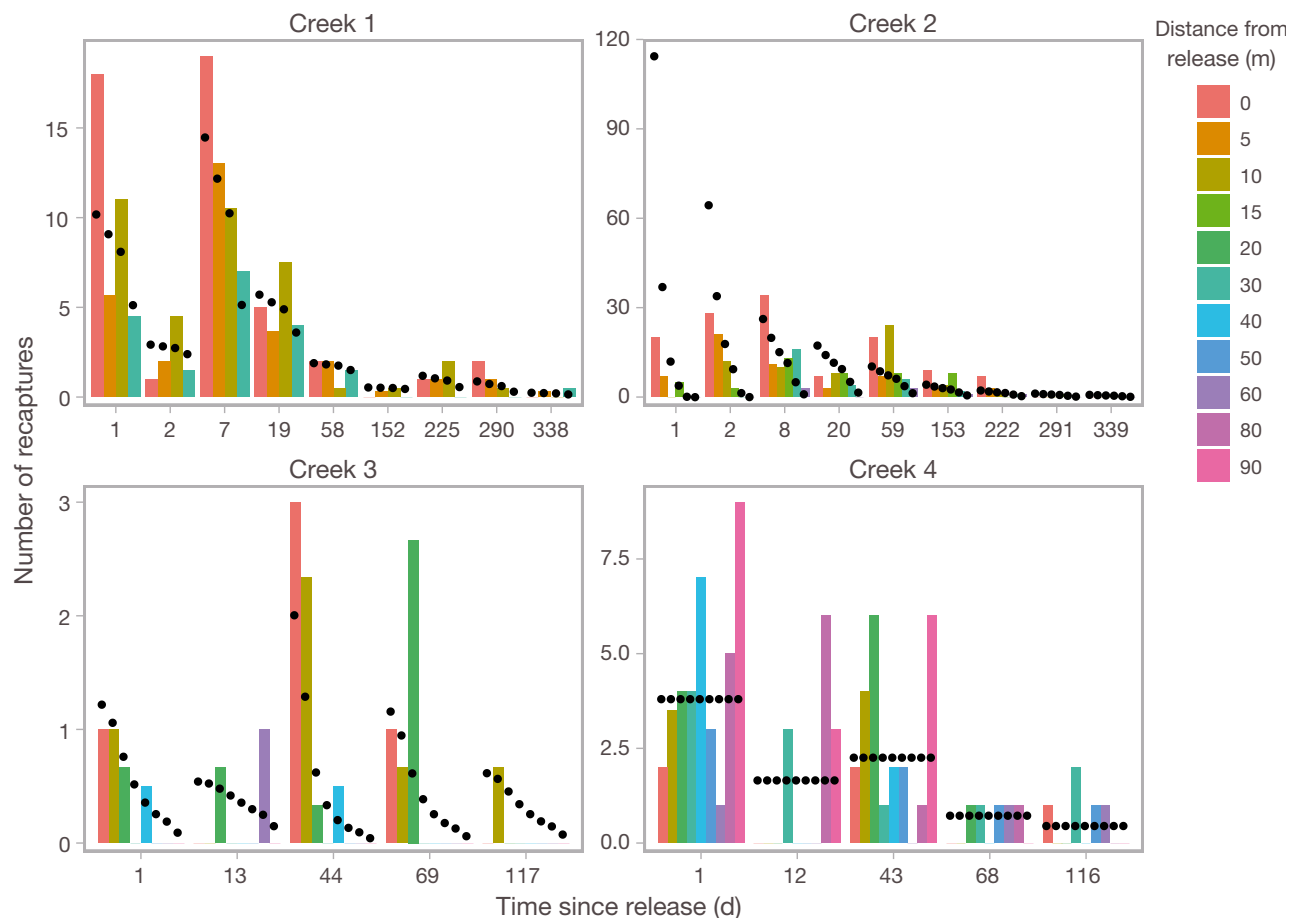 Creek 1
Creek 2
Distance from
release (m)
0
5
10
15
20
30
40
50
60
80
90
Number of recaptures
15
10
5
0
1 2 7 19 58 152 225 290 338
120
90
60
30
0
1 2 8 20 59 153 222 291 339
Creek 3
Creek 4
3
2
1
0
1 13 44 69 117
7.5
5.0
2.5
0.0
1 12 43 68 116
Time since release (d)